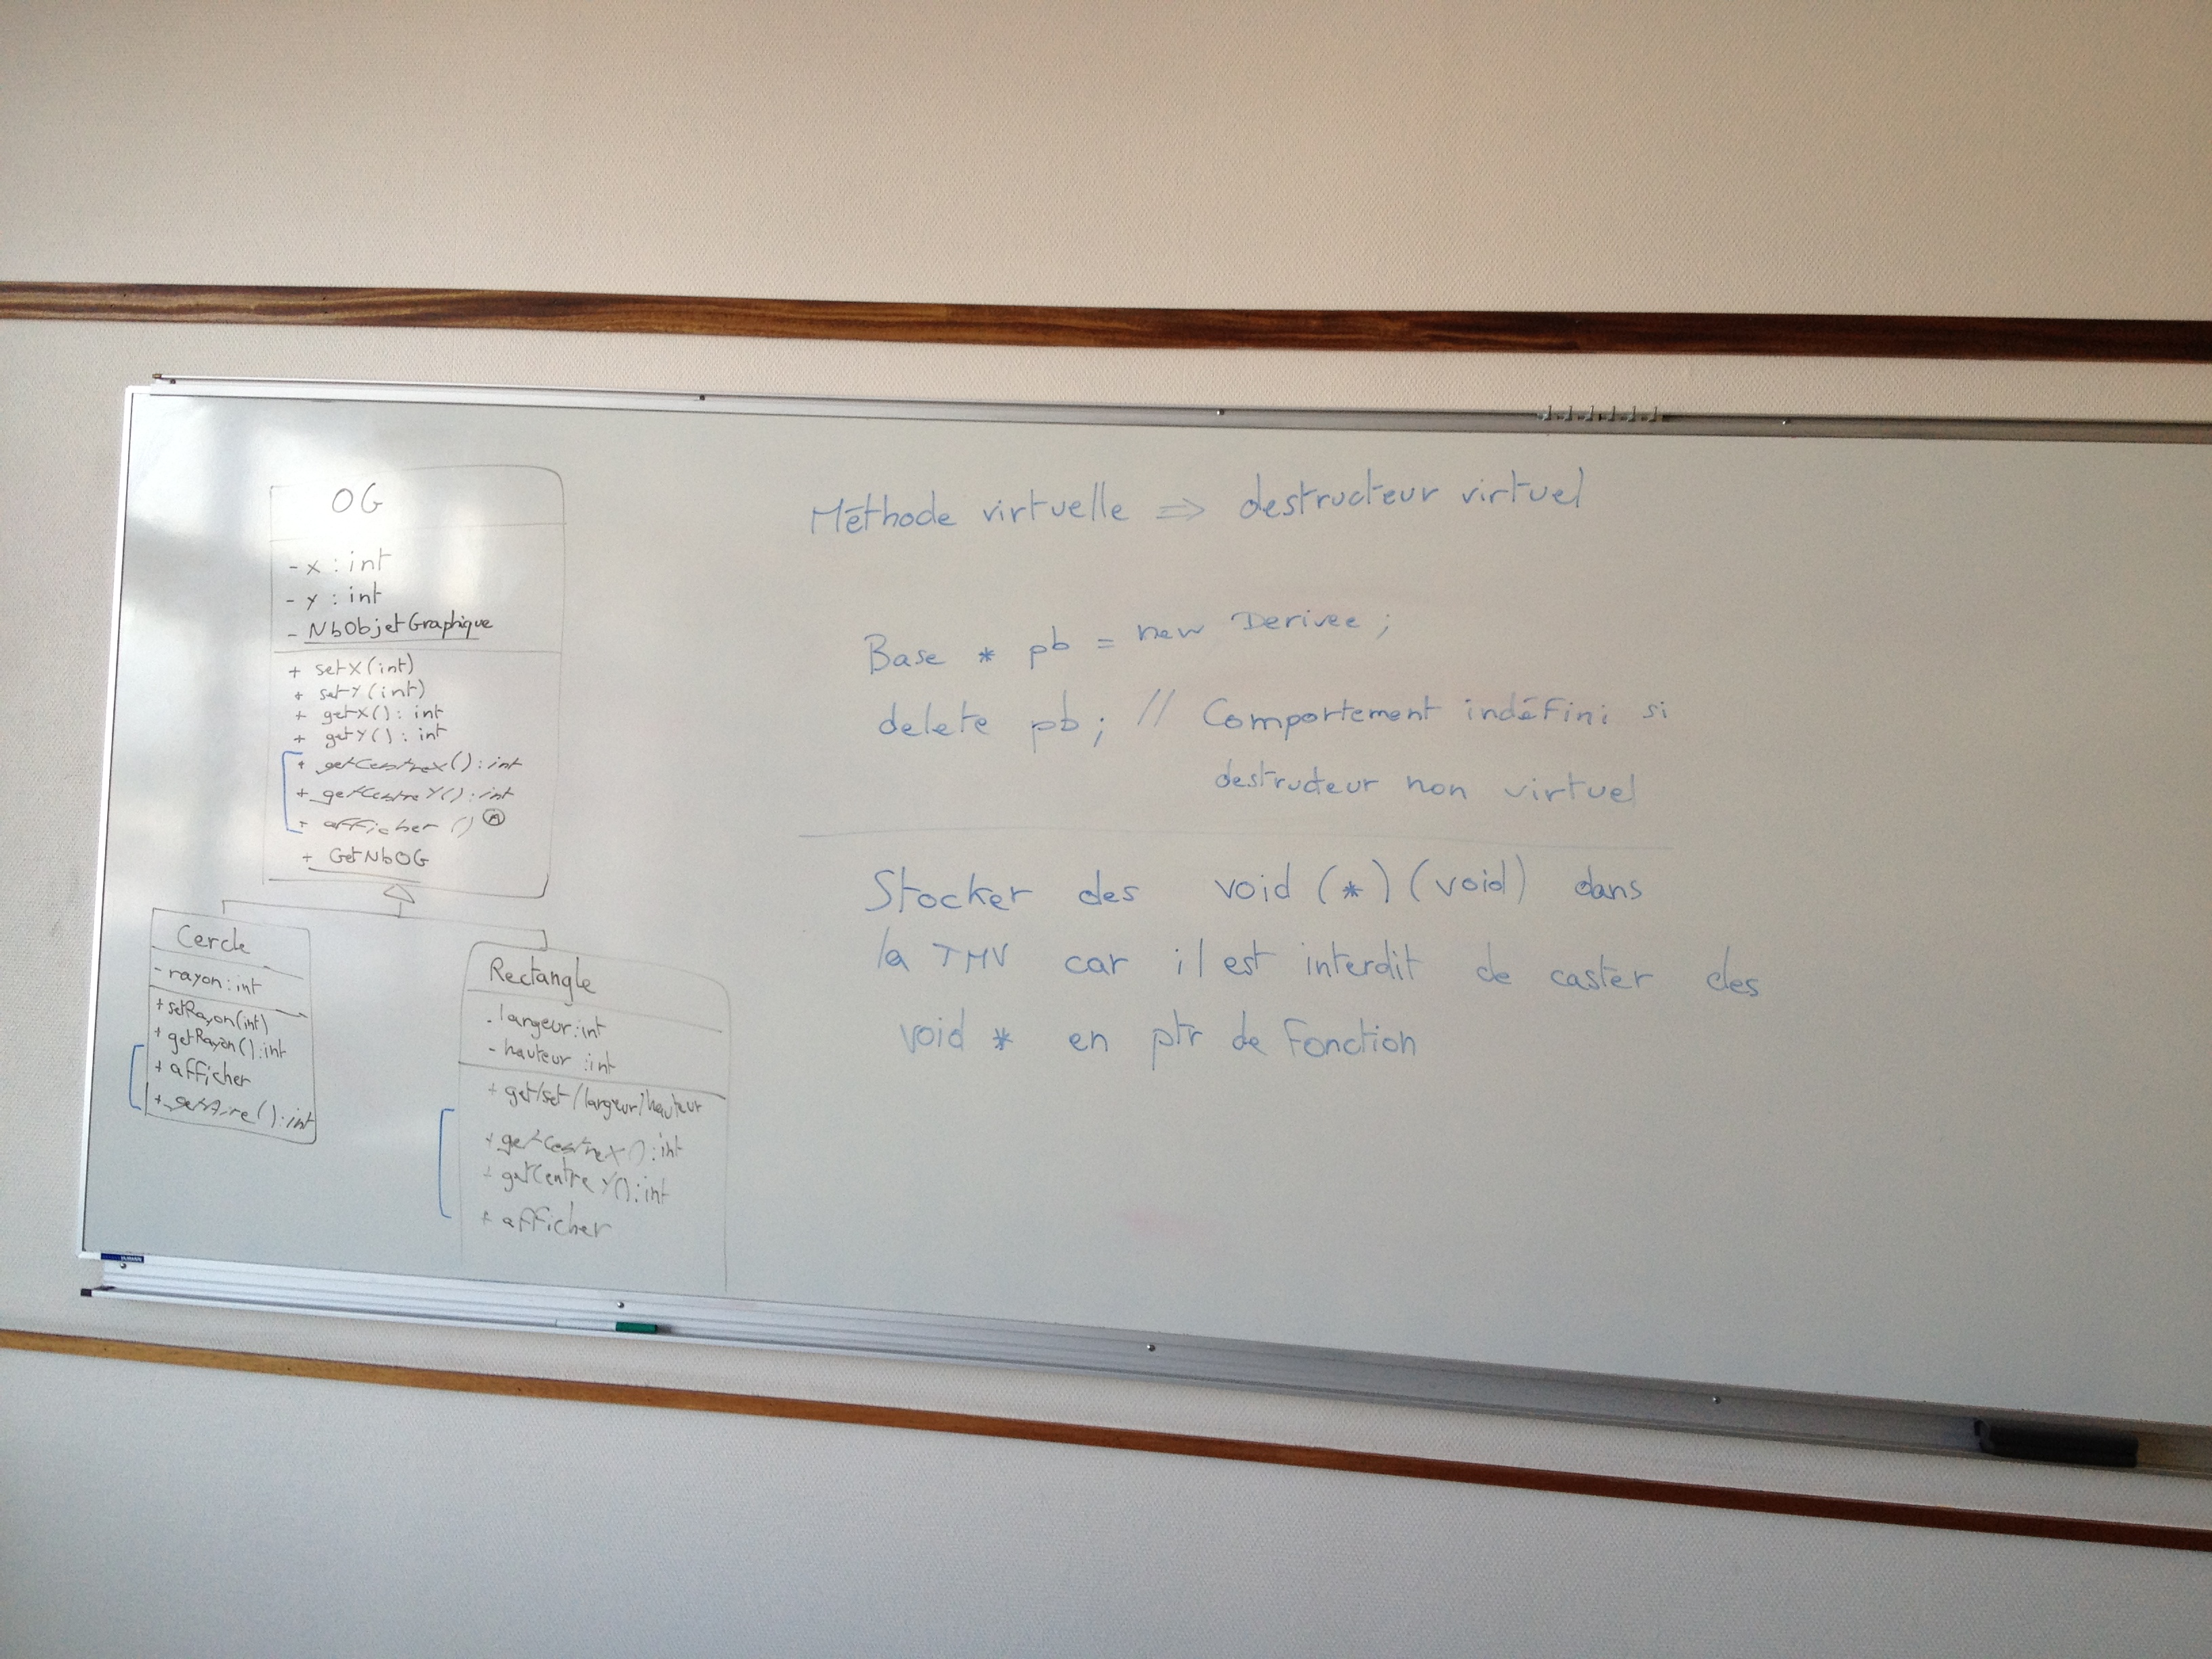 OG
- x : int
- y : int
- NbObjetGraphique
+ setX(int)
+ setY(int)
+ getX() : int
+ getY() : int
+ getCentreX() : int
+ getCentreY() : int
+ afficher ()
+ GetNbOG
Cercle
- rayon : int
+ setRayon(int)
+ getRayon() : int
+ afficher
+ getAire() : int
Rectangle
- largeur : int
- hauteur : int
+ get/set/largeur/hauteur
+ getCentreX() : int
+ getCentreY() : int
+ afficher
Méthode virtuelle ⇒ destructeur virtuel
Base * pb = new Derivee ;
delete pb ; // Comportement indéfini si
destructeur non virtuel
Stocker des void (*) (void) dans
la TMV car il est interdit de caster des
void * en ptr de fonction